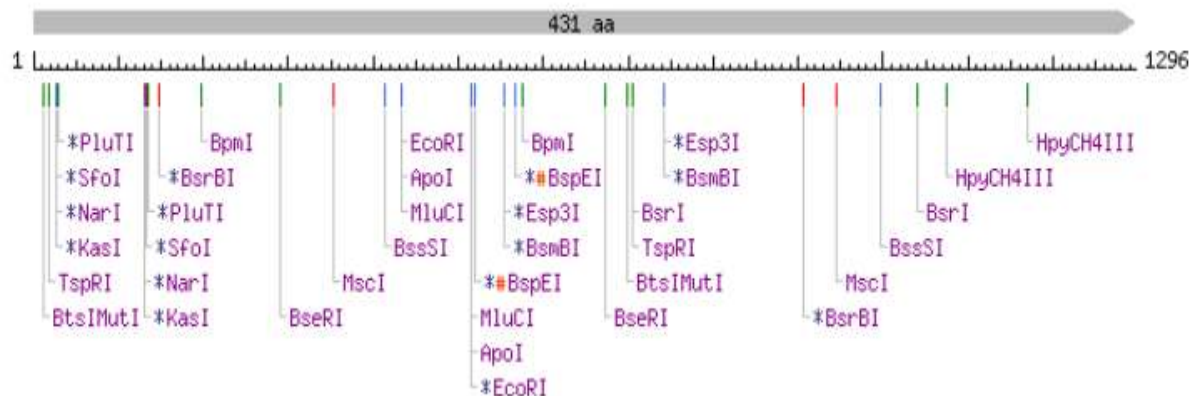 431 aa
1 1296
*PluTI BpmI EcoRI BpmI *Esp3I HpyCH4III
*SfoI *BsrBI ApoI *#BspEI *BsmBI HpyCH4III
*NarI *PluTI MluCI *Esp3I BsrI BsrI
*KasI *SfoI BssSI *BsmBI TspRI BssSI
TspRI *NarI MscI *#BspEI BtsIMutI MscI
BtsIMutI *KasI BseRI MluCI BseRI *BsrBI
ApoI
*EcoRI